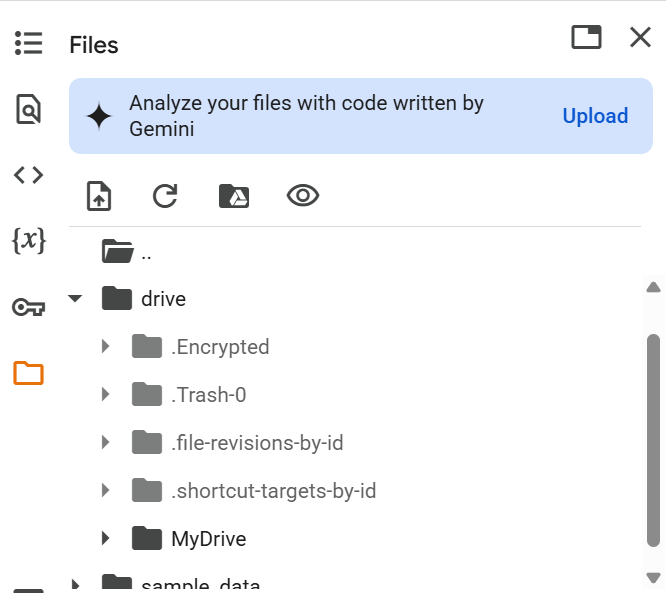 Files
Analyze your files with code written by
Gemini
Upload
{x}
..
drive
.Encrypted
.Trash-0
.file-revisions-by-id
.shortcut-targets-by-id
MyDrive
sample_data